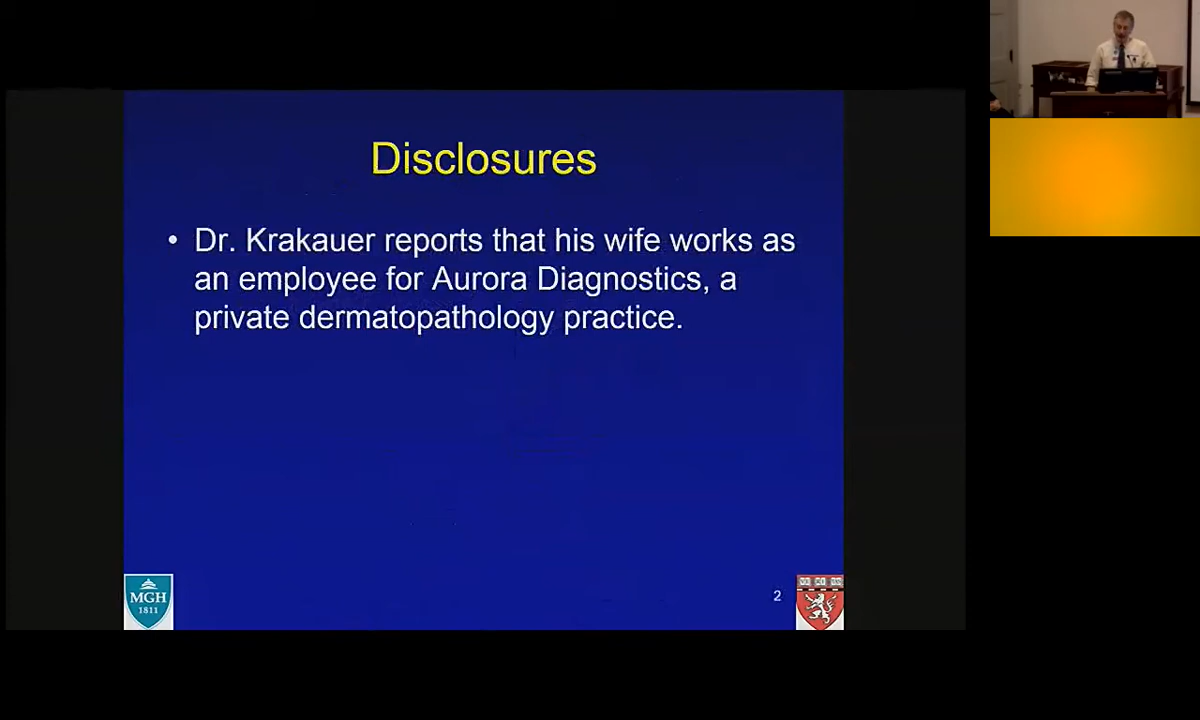 Disclosures
• Dr. Krakauer reports that his wife works as
an employee for Aurora Diagnostics, a
private dermatopathology practice.
MGH
1811
2